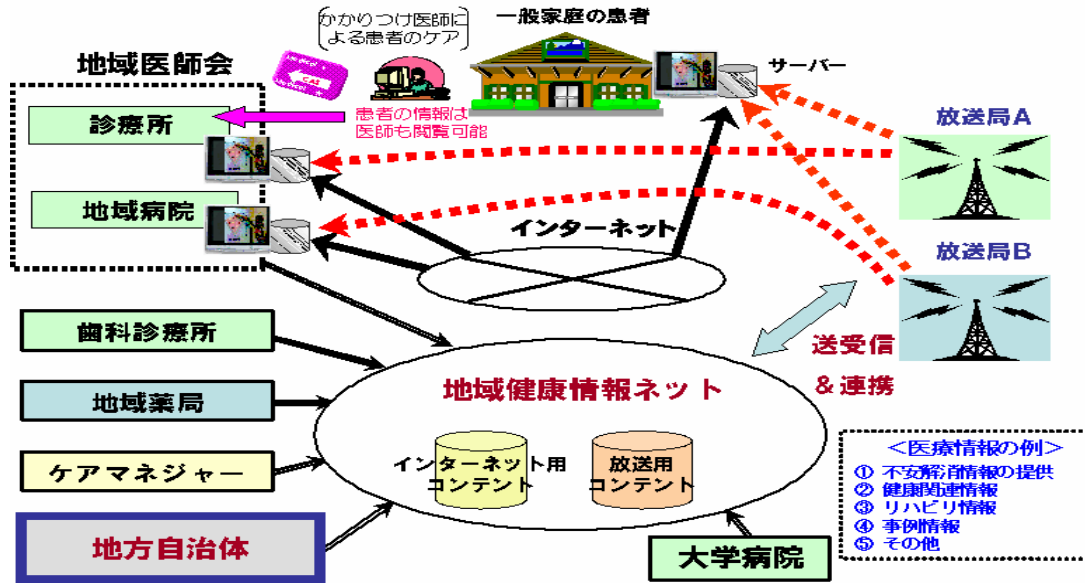 かかりつけ医師に
よる患者のケア
一般家庭の患者
サーバー
地域医師会
診療所
患者の情報は
医師も閲覧可能
地域病院
インターネット
放送局A
放送局B
送受信
&連携
歯科診療所
地域薬局
ケアマネジャー
地方自治体
大学病院
地域健康情報ネット
インターネット用
コンテント
放送用
コンテント
<医療情報の例>
① 不安解消情報の提供
② 健康関連情報
③ リハビリ情報
④ 事例情報
⑤ その他